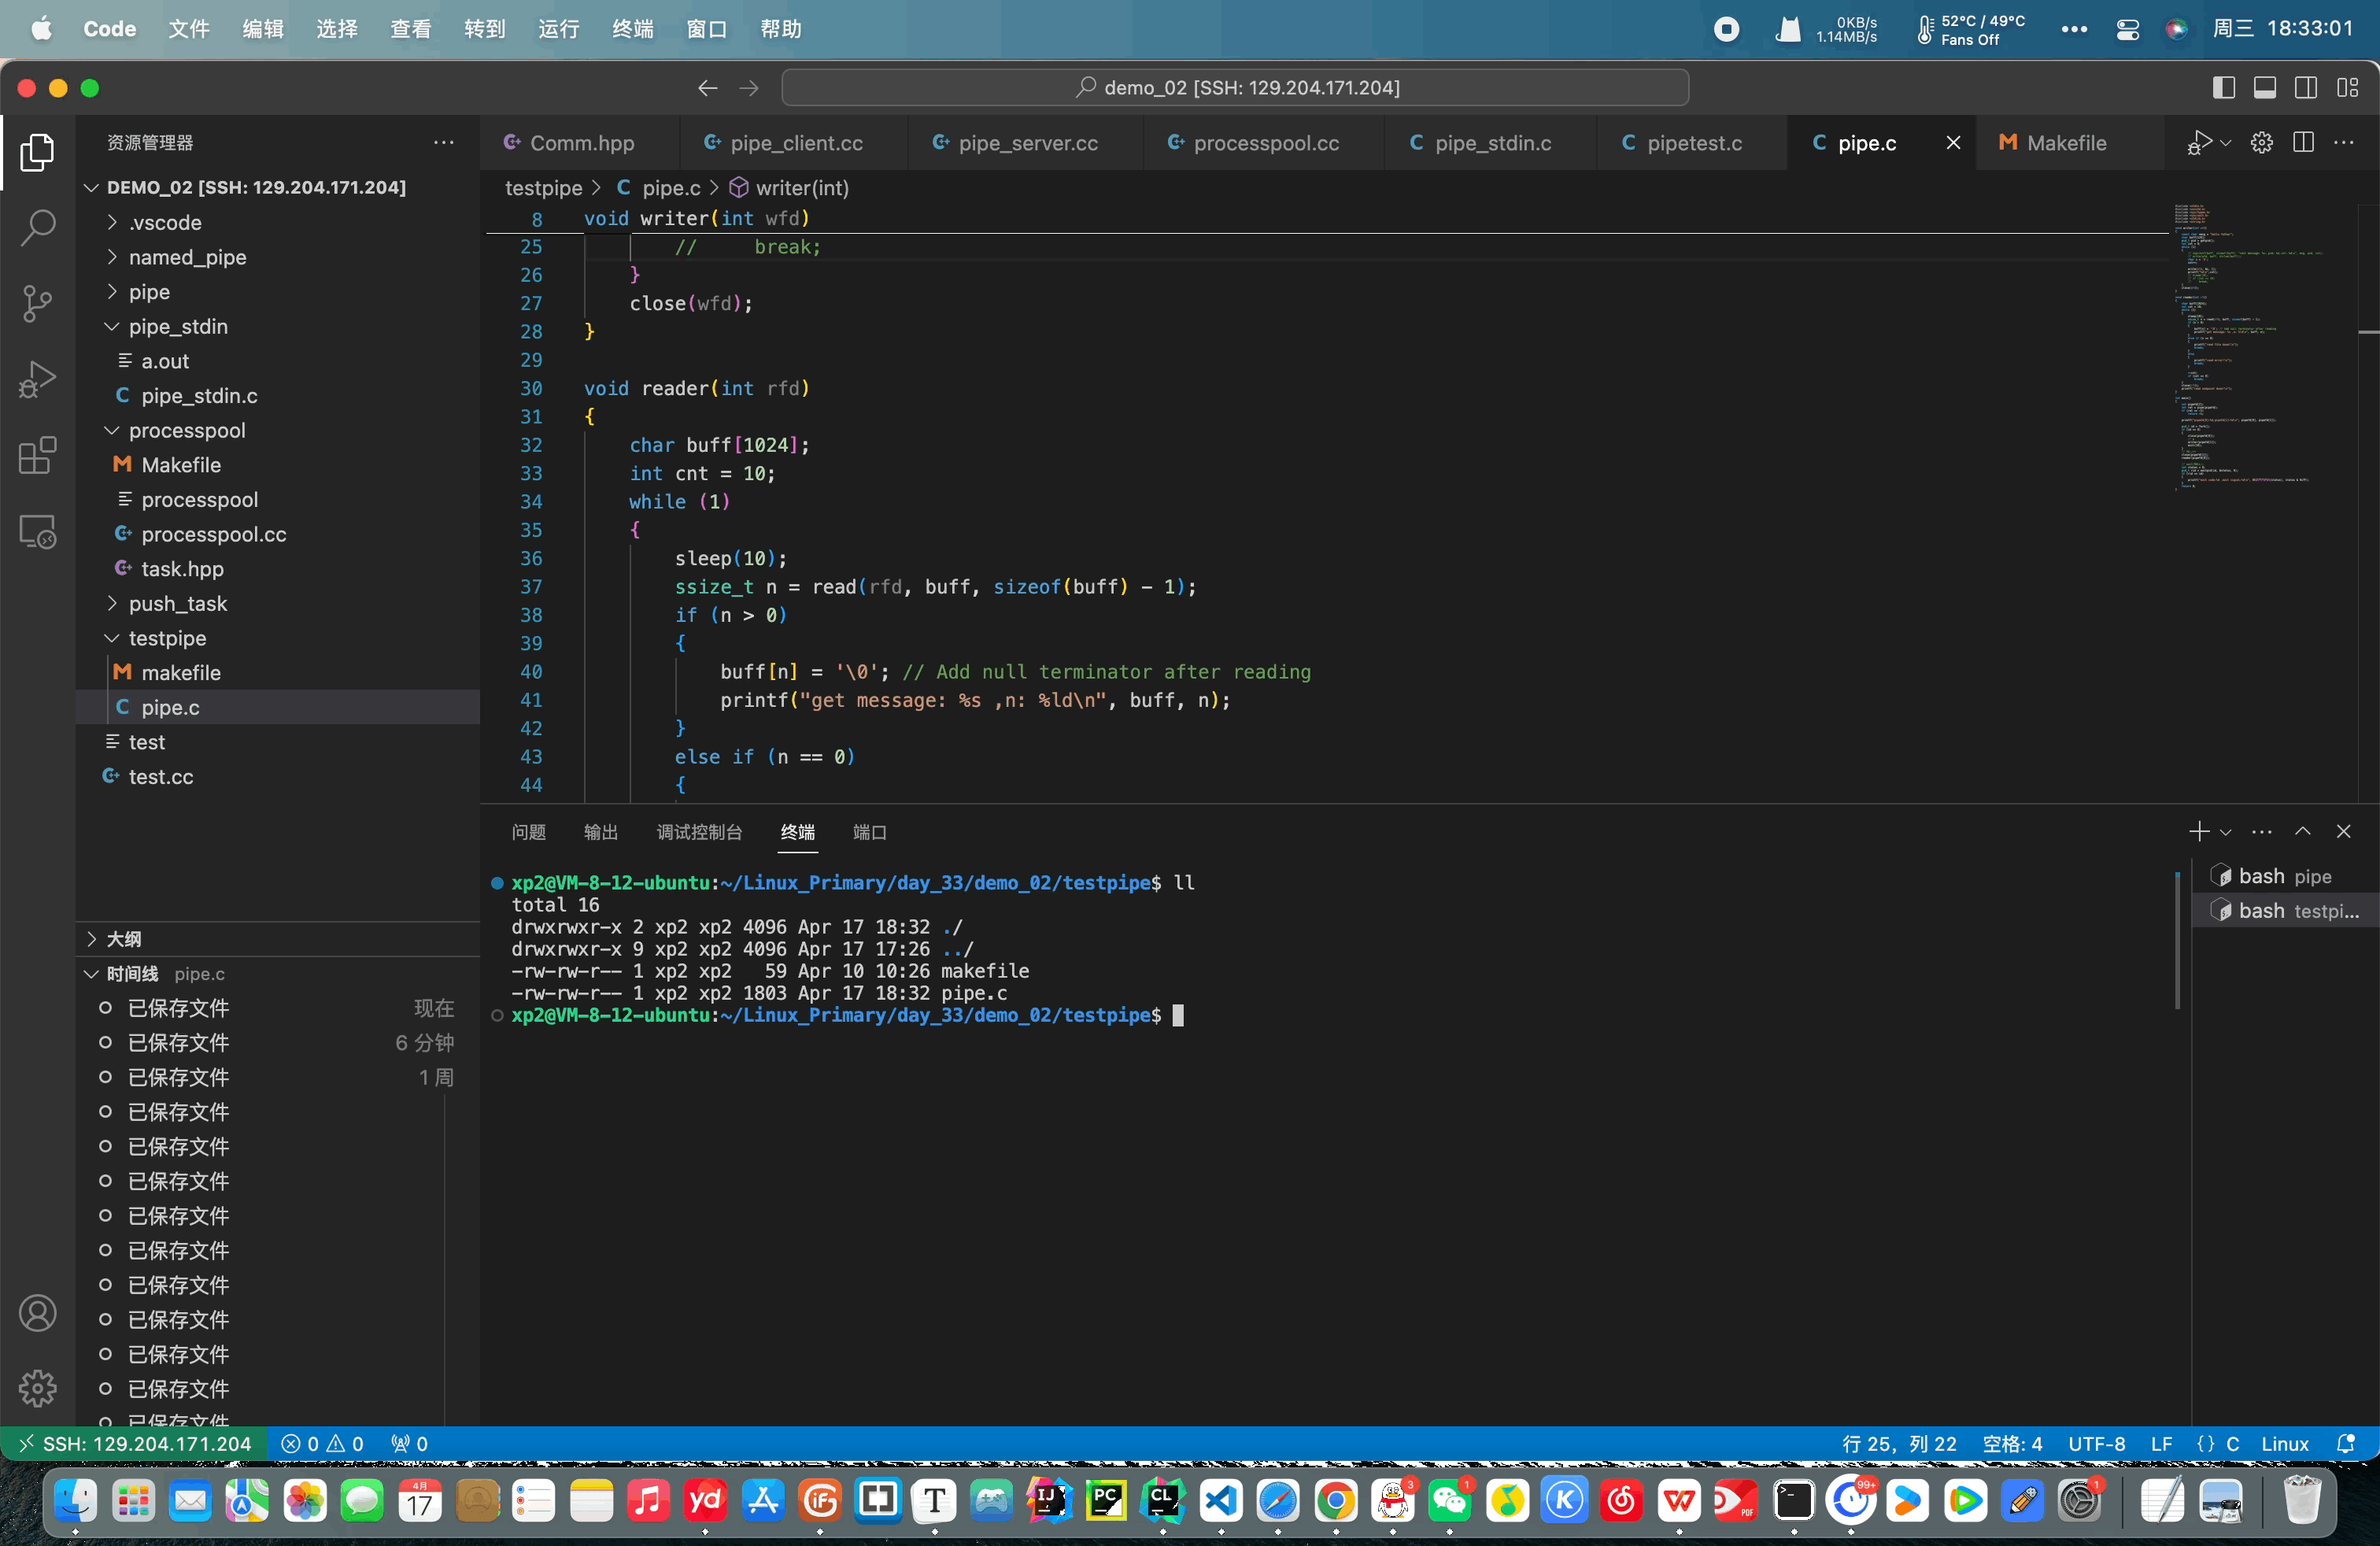 Code 文件 编辑 选择 查看 转到 运行 终端 窗口 帮助 0KB/s 1.14MB/s 52°C / 49°C Fans Off 周三 18:33:01
demo_02 [SSH: 129.204.171.204]
资源管理器
DEMO_02 [SSH: 129.204.171.204]
.vscode
named_pipe
pipe
pipe_stdin
a.out
C pipe_stdin.c
processpool
M Makefile
processpool
processpool.cc
task.hpp
push_task
testpipe
M makefile
C pipe.c
test
test.cc
大纲
时间线 pipe.c
已保存文件 现在
已保存文件 6 分钟
已保存文件 1 周
已保存文件
已保存文件
已保存文件
已保存文件
已保存文件
已保存文件
已保存文件
已保存文件
已保存文件
已保存文件
Comm.hpp pipe_client.cc pipe_server.cc processpool.cc C pipe_stdin.c C pipetest.c C pipe.c M Makefile
testpipe > C pipe.c > writer(int)
8 void writer(int wfd)
25 // break;
26 }
27 close(wfd);
28 }
29
30 void reader(int rfd)
31 {
32 char buff[1024];
33 int cnt = 10;
34 while (1)
35 {
36 sleep(10);
37 ssize_t n = read(rfd, buff, sizeof(buff) - 1);
38 if (n > 0)
39 {
40 buff[n] = '\0'; // Add null terminator after reading
41 printf("get message: %s ,n: %ld\n", buff, n);
42 }
43 else if (n == 0)
44 {
问题 输出 调试控制台 终端 端口
xp2@VM-8-12-ubuntu:~/Linux_Primary/day_33/demo_02/testpipe$ ll
total 16
drwxrwxr-x 2 xp2 xp2 4096 Apr 17 18:32 ./
drwxrwxr-x 9 xp2 xp2 4096 Apr 17 17:26 ../
-rw-rw-r-- 1 xp2 xp2   59 Apr 10 10:26 makefile
-rw-rw-r-- 1 xp2 xp2 1803 Apr 17 18:32 pipe.c
xp2@VM-8-12-ubuntu:~/Linux_Primary/day_33/demo_02/testpipe$
bash pipe
bash testpi...
SSH: 129.204.171.204 0 0 0 行 25, 列 22 空格: 4 UTF-8 LF {} C Linux
4月 17 yd iF T IJ PC CL 3 1 K W PDF 99+ 1